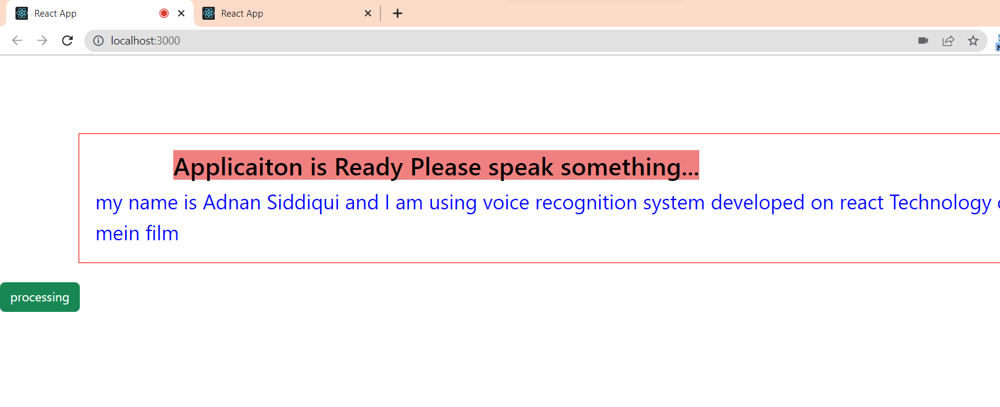 React App
React App
localhost:3000
Applicaiton is Ready Please speak something...
my name is Adnan Siddiqui and I am using voice recognition system developed on react Technology
mein film
processing